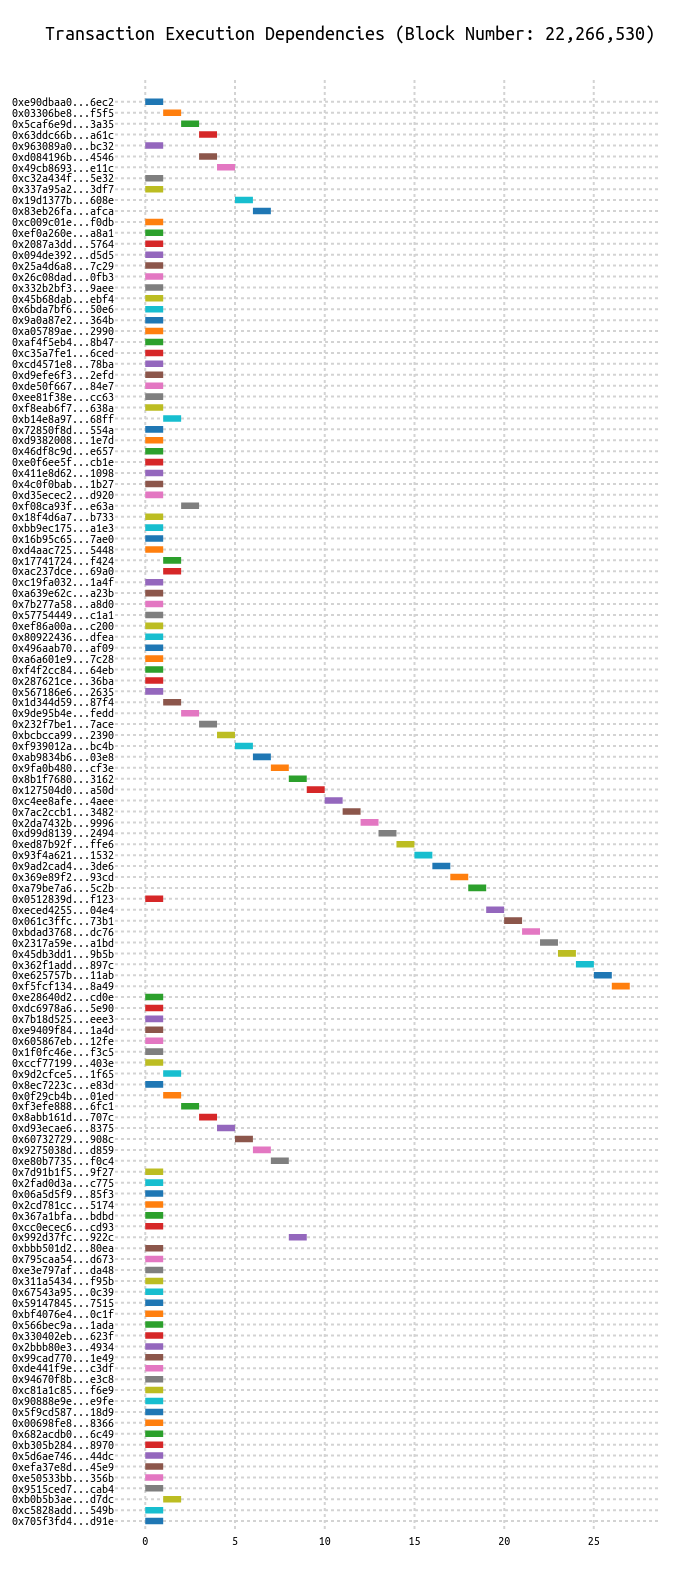 Transaction Execution Dependencies (Block Number: 22,266,530)
0xe90dbaa0...6ec2
0x03306be8...f5f5
0x5caf6e9d...3a35
0x63ddc66b...a61c
0x963089a0...bc32
0xd084196b...4546
0x49cb8693...e11c
0xc32a434f...5e32
0x337a95a2...3df7
0x19d1377b...608e
0x83eb26fa...afca
0xc009c01e...f0db
0xef0a260e...a8a1
0x2087a3dd...5764
0x094de392...d5d5
0x25a4d6a8...7c29
0x26c08dad...0fb3
0x332b2bf3...9aee
0x45b68dab...ebf4
0x6bda7bf6...50e6
0x9a0a87e2...364b
0xa05789ae...2990
0xaf4f5eb4...8b47
0xc35a7fe1...6ced
0xcd4571e8...78ba
0xd9efe6f3...2efd
0xde50f667...84e7
0xee81f38e...cc63
0xf8eab6f7...638a
0xb14e8a97...68ff
0x72850f8d...554a
0xd9382008...1e7d
0x46df8c9d...e657
0xe0f6ee5f...cb1e
0x411e8d62...1098
0x4c0f0bab...1b27
0xd35ecec2...d920
0xf08ca93f...e63a
0x18f4d6a7...b733
0xbb9ec175...a1e3
0x16b95c65...7ae0
0xd4aac725...5448
0x17741724...f424
0xac237dce...69a0
0xc19fa032...1a4f
0xa639e62c...a23b
0x7b277a58...a8d0
0x57754449...c1a1
0xef86a00a...c200
0x80922436...dfea
0x496aab70...af09
0xa6a601e9...7c28
0xf4f2cc84...64eb
0x287621ce...36ba
0x567186e6...2635
0x1d344d59...87f4
0x9de95b4e...fedd
0x232f7be1...7ace
0xbcbcca99...2390
0xf939012a...bc4b
0xab9834b6...03e8
0x9fa0b480...cf3e
0x8b1f7680...3162
0x127504d0...a50d
0xc4ee8afe...4aee
0x7ac2ccb1...3482
0x2da7432b...9996
0xd99d8139...2494
0xed87b92f...ffe6
0x93f4a621...1532
0x9ad2cad4...3de6
0x369e89f2...93cd
0xa79be7a6...5c2b
0x0512839d...f123
0xeced4255...04e4
0x061c3ffc...73b1
0xbdad3768...dc76
0x2317a59e...a1bd
0x45db3dd1...9b5b
0x362f1add...897c
0xe625757b...11ab
0xf5fcf134...8a49
0xe28640d2...cd0e
0xdc6978a6...5e90
0x7b18d525...eee3
0xe9409f84...1a4d
0x605867eb...12fe
0x1f0fc46e...f3c5
0xccf77199...403e
0x9d2cfce5...1f65
0x8ec7223c...e83d
0x0f29cb4b...01ed
0xf3efe888...6fc1
0x8abb161d...707c
0xd93ecae6...8375
0x60732729...908c
0x9275038d...d859
0xe80b7735...f0c4
0x7d91b1f5...9f27
0x2fad0d3a...c775
0x06a5d5f9...85f3
0x2cd781cc...5174
0x367a1bfa...bdbd
0xcc0ecec6...cd93
0x992d37fc...922c
0xbbb501d2...80ea
0x795caa54...d673
0xe3e797af...da48
0x311a5434...f95b
0x67543a95...0c39
0x59147845...7515
0xbf4076e4...0c1f
0x566bec9a...1ada
0x330402eb...623f
0x2bbb80e3...4934
0x99cad770...1e49
0xde441f9e...c3df
0x94670f8b...e3c8
0xc81a1c85...f6e9
0x90888e9e...e9fe
0x5f9cd587...18d9
0x00698fe8...8366
0x682acdb0...6c49
0xb305b284...8970
0x5d6ae746...44dc
0xefa37e8d...45e9
0xe50533bb...356b
0x9515ced7...cab4
0xb0b5b3ae...d7dc
0xc5828add...549b
0x705f3fd4...d91e
0 5 10 15 20 25